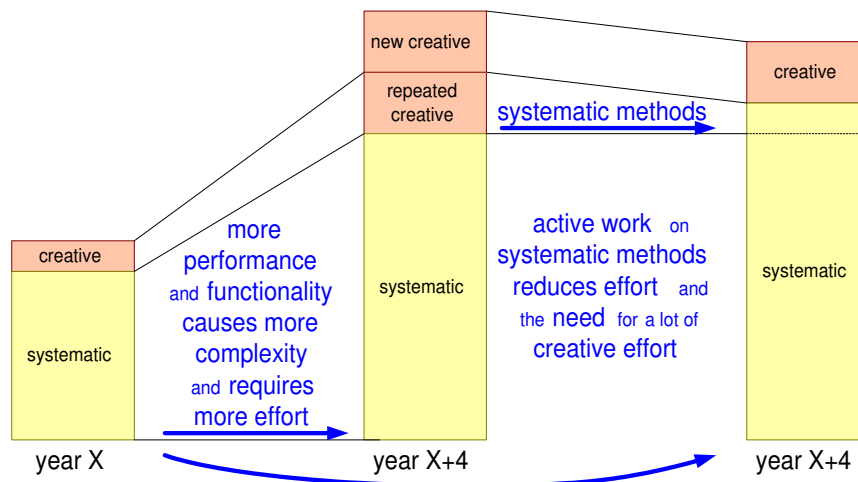 new creative
repeated
creative
creative
systematic methods
creative
systematic
more
performance
and functionality
causes more
complexity
and requires
more effort
systematic
active work on
systematic methods
reduces effort and
the need for a lot of
creative effort
systematic
year X
year X+4
year X+4